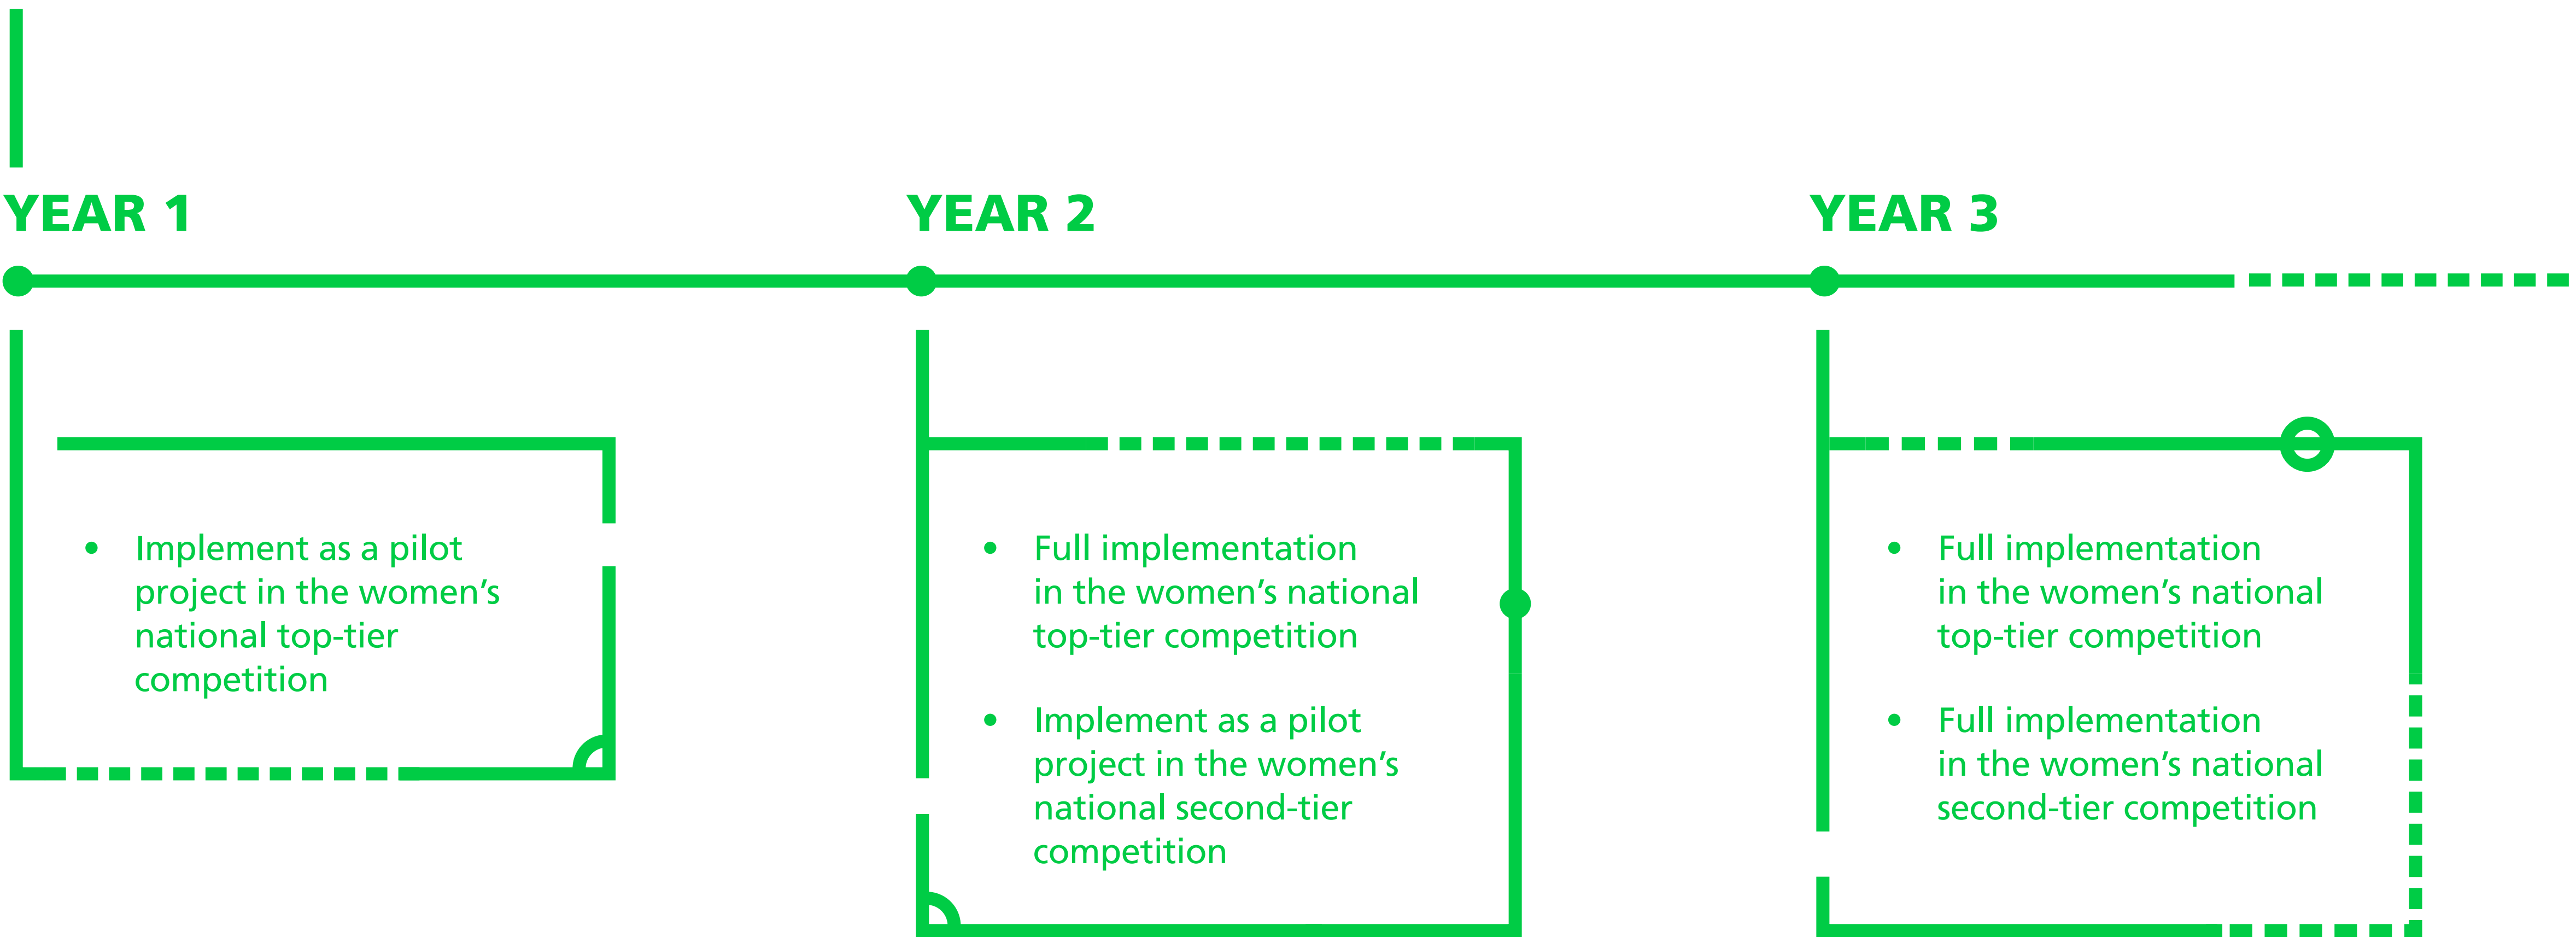 YEAR 1
• Implement as a pilot
project in the women’s
national top-tier
competition
YEAR 2
• Full implementation
in the women’s national
top-tier competition
• Implement as a pilot
project in the women’s
national second-tier
competition
YEAR 3
• Full implementation
in the women’s national
top-tier competition
• Full implementation
in the women’s national
second-tier competition